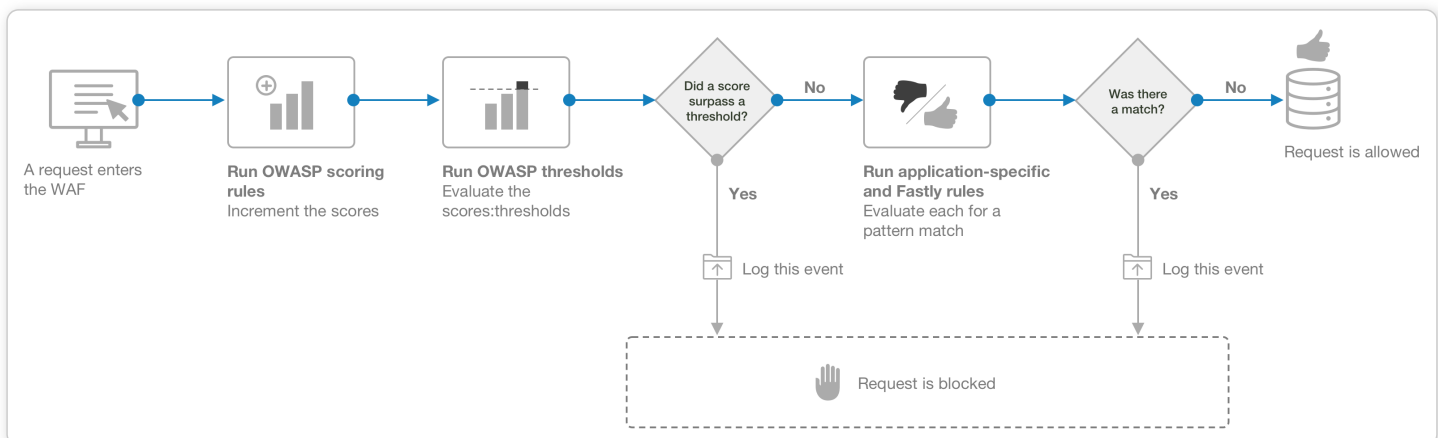 A request enters
the WAF
Run OWASP scoring
rules
Increment the scores
Run OWASP thresholds
Evaluate the
scores:thresholds
Did a score
surpass a
threshold?
No
Yes
Log this event
Run application-specific
and Fastly rules
Evaluate each for a
pattern match
Was there
a match?
No
Yes
Log this event
Request is allowed
Request is blocked